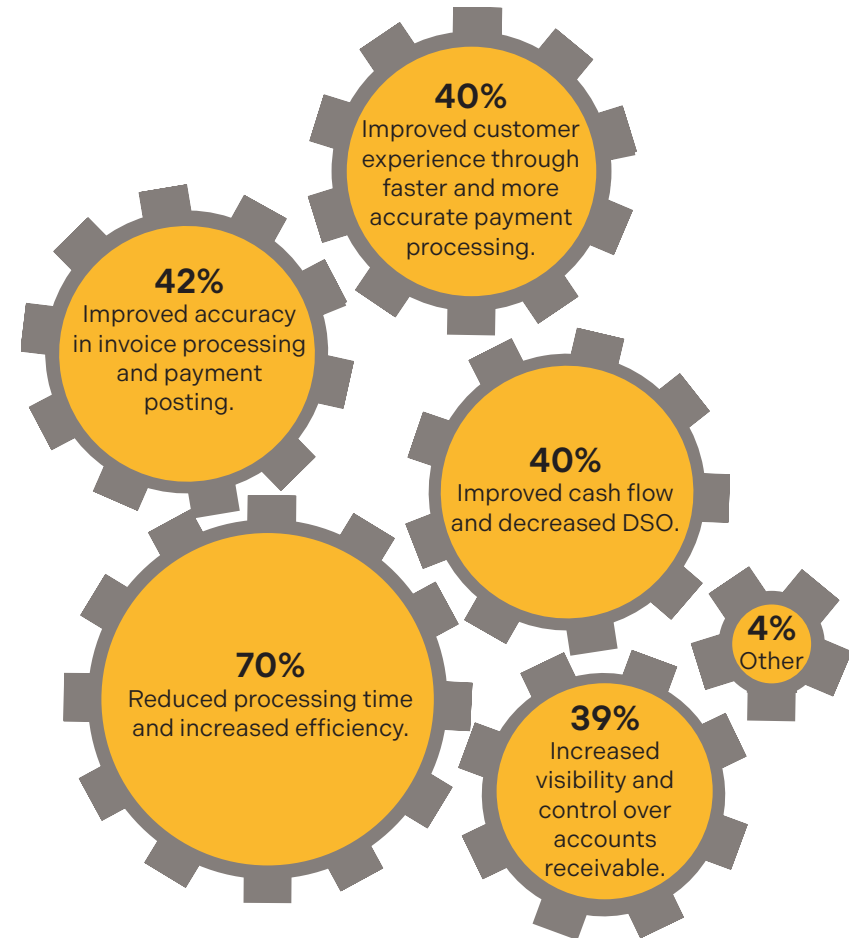 40%
Improved customer
experience through
faster and more
accurate payment
processing.
42%
Improved accuracy
in invoice processing
and payment
posting.
40%
Improved cash flow
and decreased DSO.
70%
Reduced processing time
and increased efficiency.
4%
Other
39%
Increased
visibility and
control over
accounts
receivable.